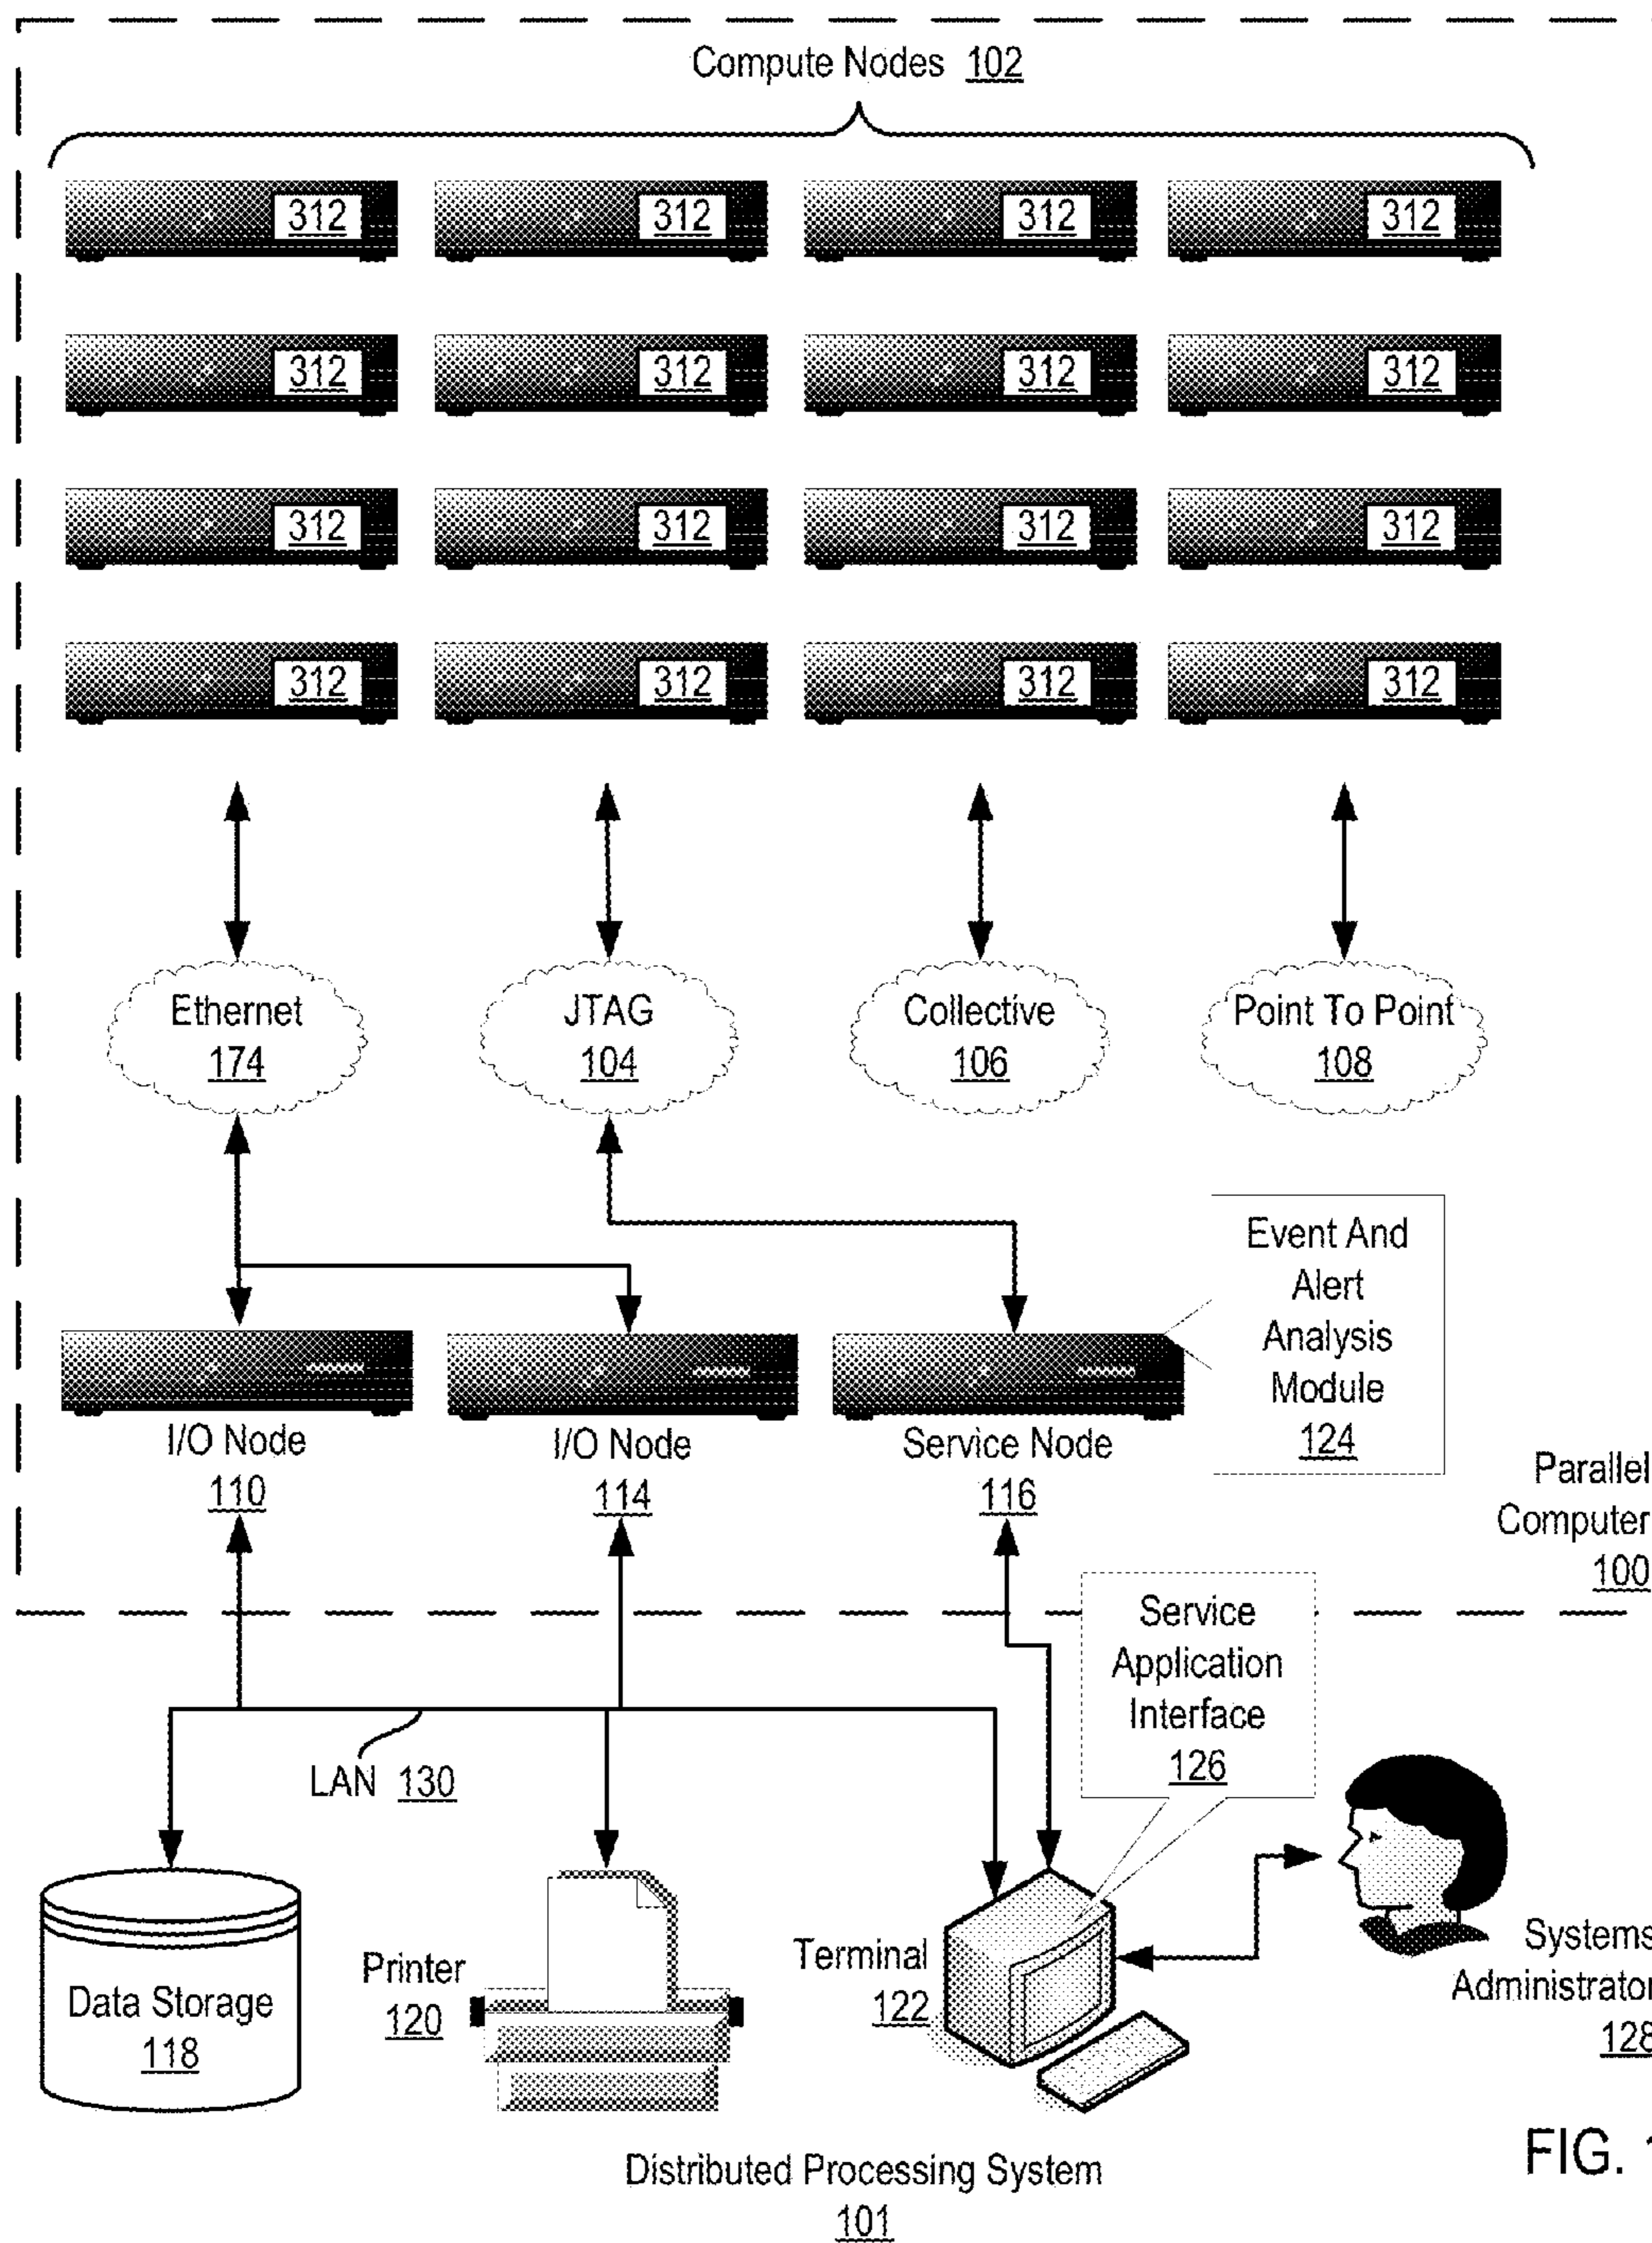 Compute Nodes 102
312 312 312 312
312 312 312 312
312 312 312 312
312 312 312 312
Ethernet
174
JTAG
104
Collective
106
Point To Point
108
Event And
Alert
Analysis
Module
124
I/O Node
110
I/O Node
114
Service Node
116
Parallel
Computer
100
Service
Application
Interface
126
LAN 130
Data Storage
118
Printer
120
Terminal
122
Systems
Administrator
128
Distributed Processing System
101
FIG. 1